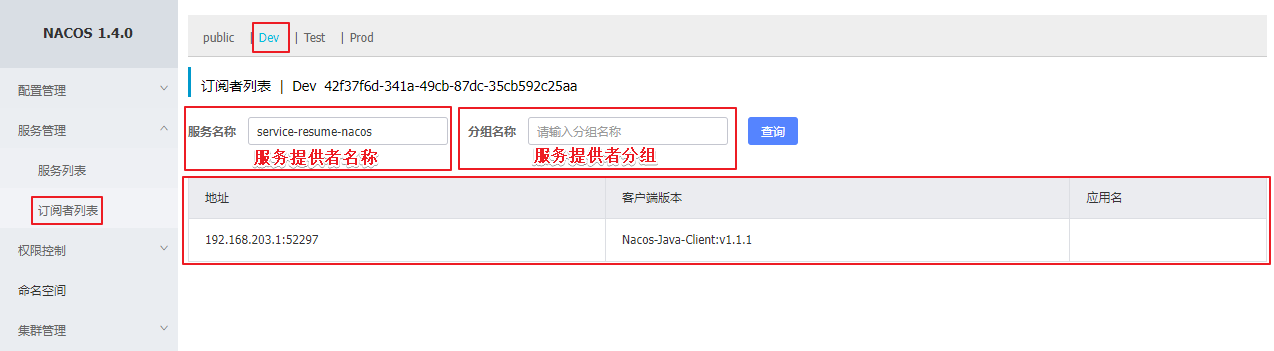 NACOS 1.4.0
配置管理
服务管理
服务列表
订阅者列表
权限控制
命名空间
集群管理
public | Dev | Test | Prod
订阅者列表 | Dev 42f37f6d-341a-49cb-87dc-35cb592c25aa
服务名称 service-resume-nacos 分组名称 请输入分组名称 查询
服务提供者名称 服务提供者分组
地址 客户端版本 应用名
192.168.203.1:52297 Nacos-Java-Client:v1.1.1